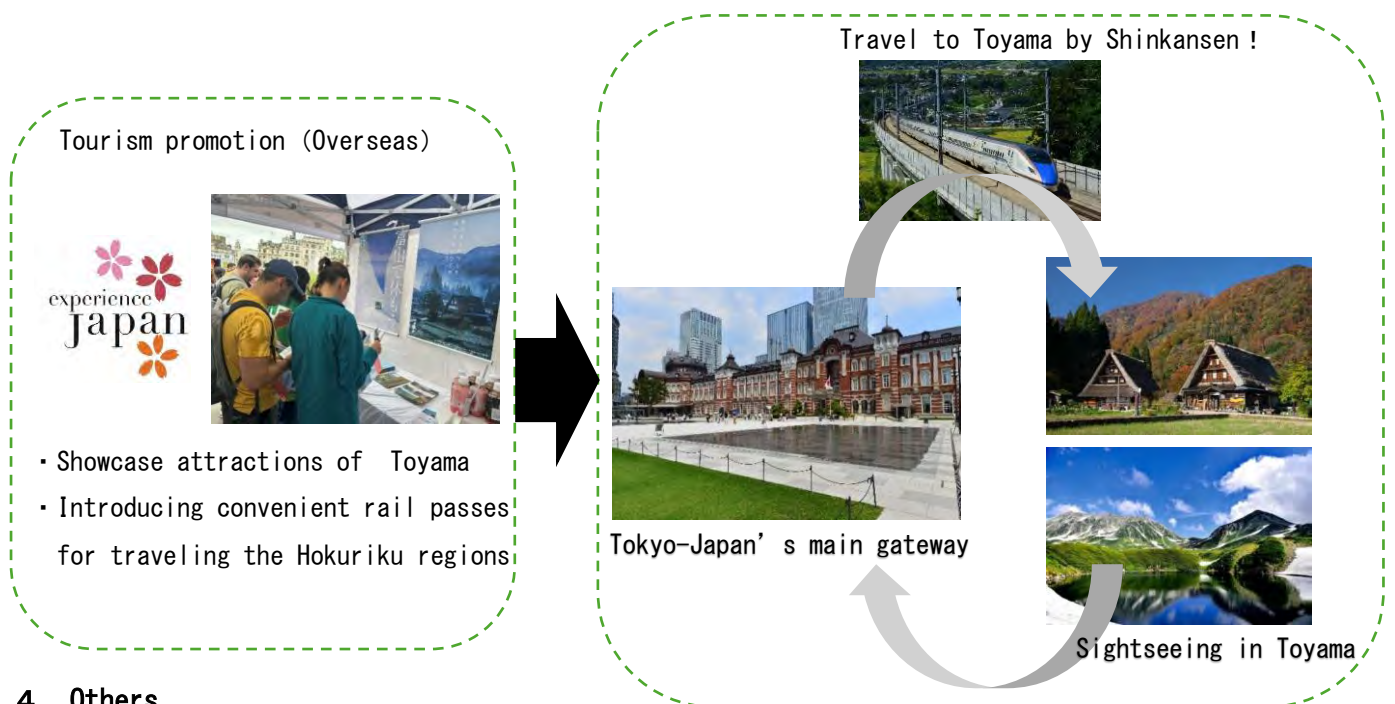 Tourism promotion (Overseas)
experience
Japan
・Showcase attractions of Toyama
・Introducing convenient rail passes
for traveling the Hokuriku regions
Travel to Toyama by Shinkansen！
Tokyo-Japan’s main gateway
Sightseeing in Toyama
４ Others